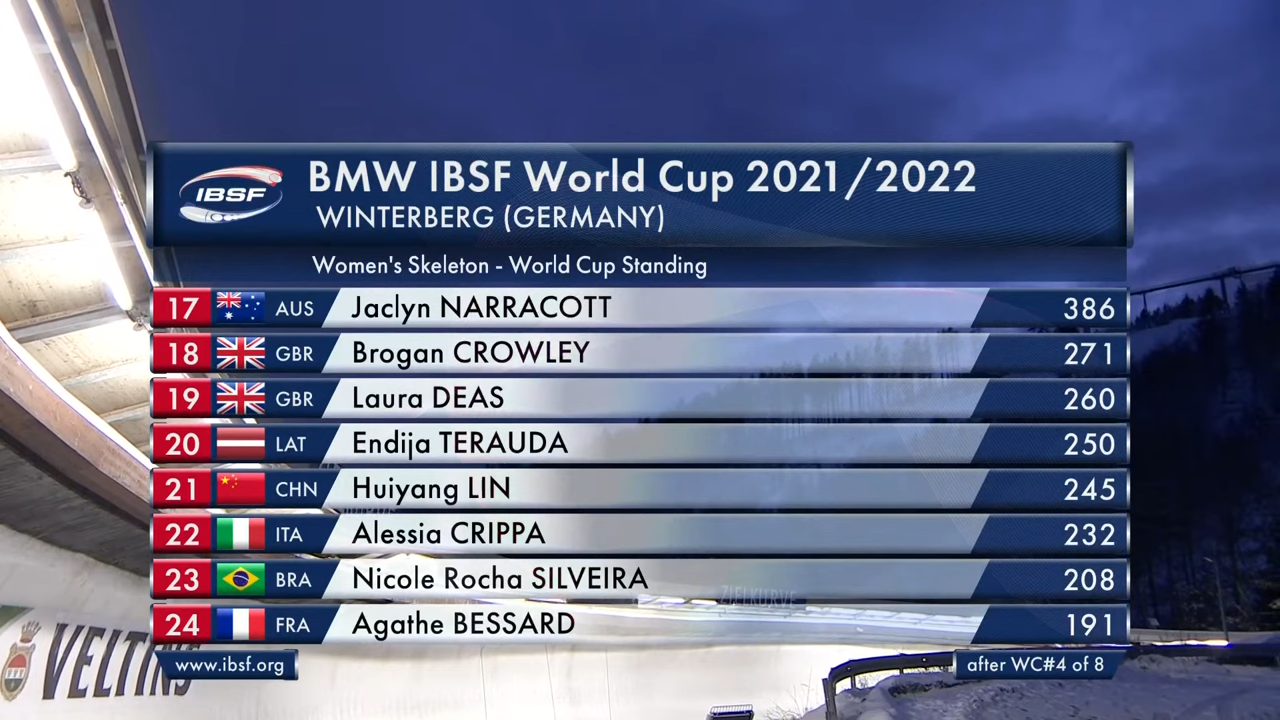 IBSF
BMW IBSF World Cup 2021/2022
WINTERBERG (GERMANY)
Women's Skeleton - World Cup Standing
17 AUS Jaclyn NARRACOTT 386
18 GBR Brogan CROWLEY 271
19 GBR Laura DEAS 260
20 LAT Endija TERAUDA 250
21 CHN Huiyang LIN 245
22 ITA Alessia CRIPPA 232
23 BRA Nicole Rocha SILVEIRA 208
ZIELKURVE
24 FRA Agathe BESSARD 191
VELTINS
www.ibsf.org
after WC#4 of 8